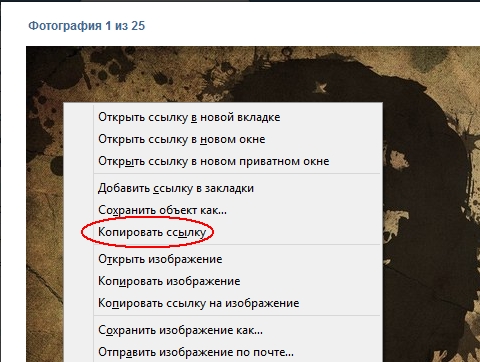 Фотография 1 из 25
Открыть ссылку в новой вкладке
Открыть ссылку в новом окне
Открыть ссылку в новом приватном окне
Добавить ссылку в закладки
Сохранить объект как...
Копировать ссылку
Открыть изображение
Копировать изображение
Копировать ссылку на изображение
Сохранить изображение как...
Отправить изображение по почте...